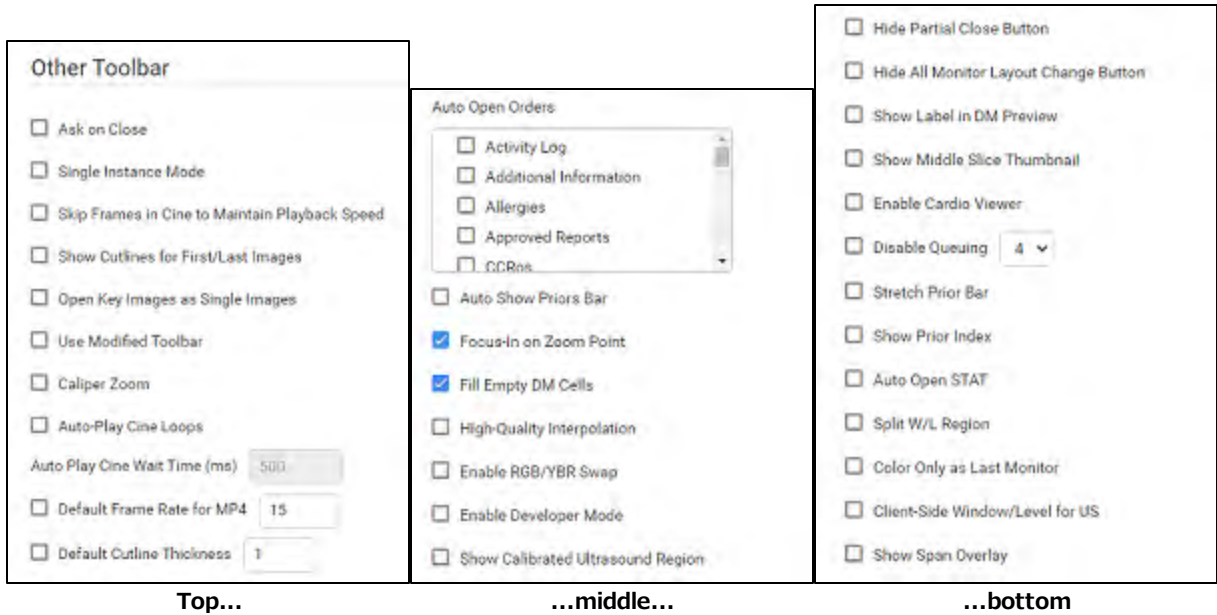 Other Toolbar
Ask on Close
Single Instance Mode
Skip Frames in Cine to Maintain Playback Speed
Show Cutlines for First/Last Images
Open Key Images as Single Images
Use Modified Toolbar
Caliper Zoom
Auto-Play Cine Loops
Auto Play Cine Wait Time (ms) 500
Default Frame Rate for MP4 15
Default Cutline Thickness 1
Top...
Auto Open Orders
Activity Log
Additional Information
Allergies
Approved Reports
CCRps
Auto Show Priors Bar
Focus-In on Zoom Point
Fill Empty DM Cells
High-Quality Interpolation
Enable RGB/YBR Swap
Enable Developer Mode
Show Calibrated Ultrasound Region
...middle...
Hide Partial Close Button
Hide All Monitor Layout Change Button
Show Label in DM Preview
Show Middle Slice Thumbnail
Enable Cardio Viewer
Disable Queuing 4
Stretch Prior Bar
Show Prior Index
Auto Open STAT
Split W/L Region
Color Only as Last Monitor
Client-Side Window/Level for US
Show Span Overlay
...bottom